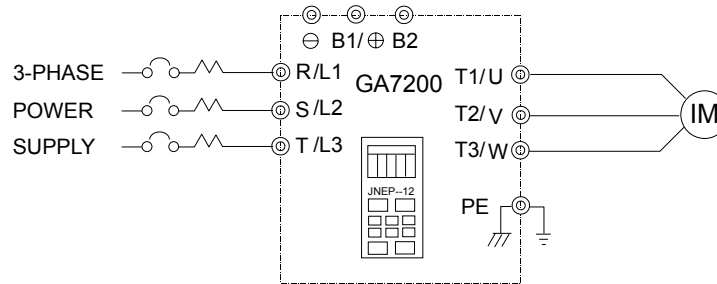 ⊖ B1/⊕ B2
3-PHASE R/L1 GA7200 T1/U
POWER S/L2 T2/V IM
SUPPLY T/L3 T3/W
JNEP--12
PE